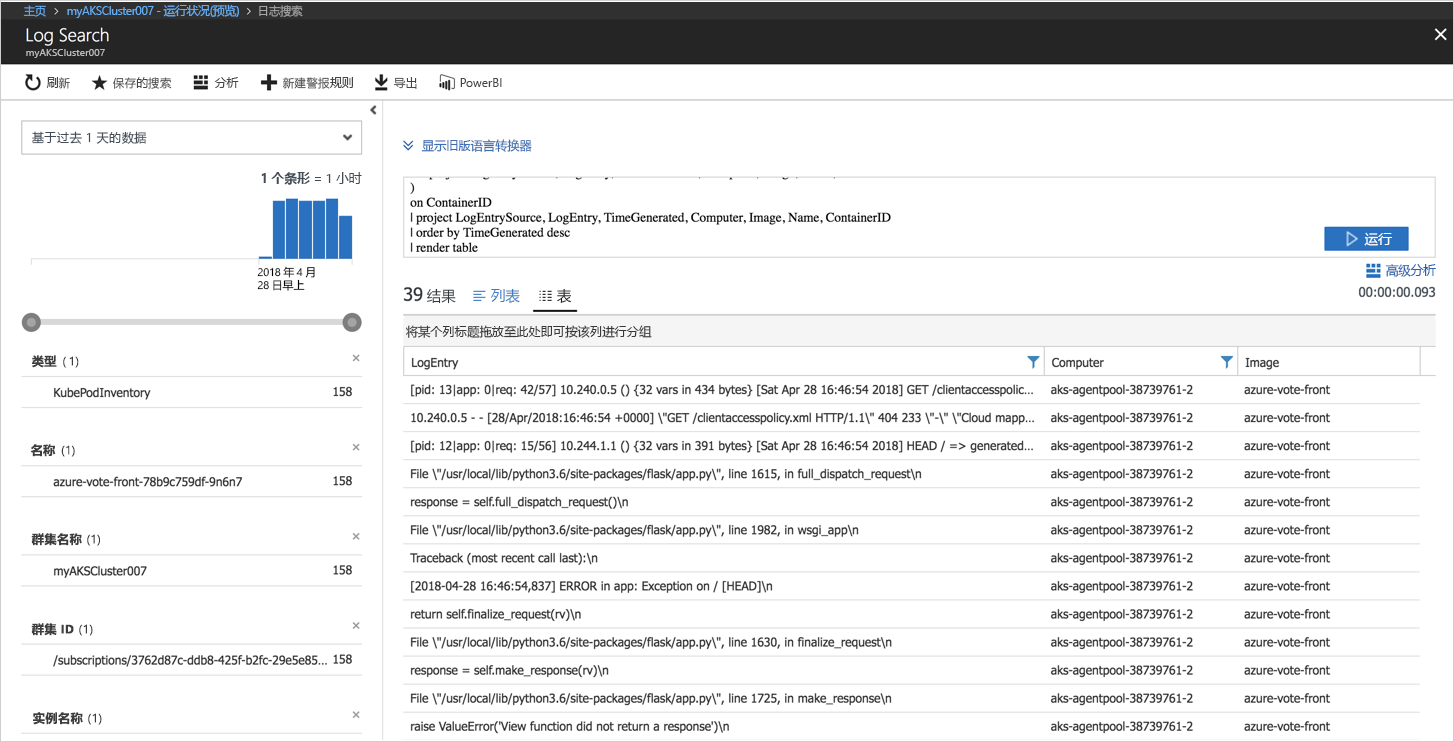 主页 > myAKSCluster007 - 运行状况(预览) > 日志搜索
Log Search
myAKSCluster007
刷新 保存的搜索 分析 新建警报规则 导出 PowerBI
基于过去 1 天的数据
1 个条形 = 1 小时
2018 年 4 月
28 日早上
类型 (1)
KubePodInventory 158
名称 (1)
azure-vote-front-78b9c759df-9n6n7 158
群集名称 (1)
myAKSCluster007 158
群集 ID (1)
/subscriptions/3762d87c-ddb8-425f-b2fc-29e5e85... 158
实例名称 (1)
显示旧版语言转换器
)
on ContainerID
| project LogEntrySource, LogEntry, TimeGenerated, Computer, Image, Name, ContainerID
| order by TimeGenerated desc
| render table
运行
高级分析
39 结果 列表 表
00:00:00.093
将某个列标题拖放至此处即可按该列进行分组
LogEntry Computer Image
[pid: 13|app: 0|req: 42/57] 10.240.0.5 () {32 vars in 434 bytes} [Sat Apr 28 16:46:54 2018] GET /clientaccesspolic... aks-agentpool-38739761-2 azure-vote-front
10.240.0.5 - - [28/Apr/2018:16:46:54 +0000] \"GET /clientaccesspolicy.xml HTTP/1.1\" 404 233 \"-\" \"Cloud mapp... aks-agentpool-38739761-2 azure-vote-front
[pid: 12|app: 0|req: 15/56] 10.244.1.1 () {32 vars in 391 bytes} [Sat Apr 28 16:46:54 2018] HEAD / => generated... aks-agentpool-38739761-2 azure-vote-front
File \"/usr/local/lib/python3.6/site-packages/flask/app.py\", line 1615, in full_dispatch_request\n aks-agentpool-38739761-2 azure-vote-front
response = self.full_dispatch_request()\n aks-agentpool-38739761-2 azure-vote-front
File \"/usr/local/lib/python3.6/site-packages/flask/app.py\", line 1982, in wsgi_app\n aks-agentpool-38739761-2 azure-vote-front
Traceback (most recent call last):\n aks-agentpool-38739761-2 azure-vote-front
[2018-04-28 16:46:54,837] ERROR in app: Exception on / [HEAD]\n aks-agentpool-38739761-2 azure-vote-front
return self.finalize_request(rv)\n aks-agentpool-38739761-2 azure-vote-front
File \"/usr/local/lib/python3.6/site-packages/flask/app.py\", line 1630, in finalize_request\n aks-agentpool-38739761-2 azure-vote-front
response = self.make_response(rv)\n aks-agentpool-38739761-2 azure-vote-front
File \"/usr/local/lib/python3.6/site-packages/flask/app.py\", line 1725, in make_response\n aks-agentpool-38739761-2 azure-vote-front
raise ValueError('View function did not return a response')\n aks-agentpool-38739761-2 azure-vote-front